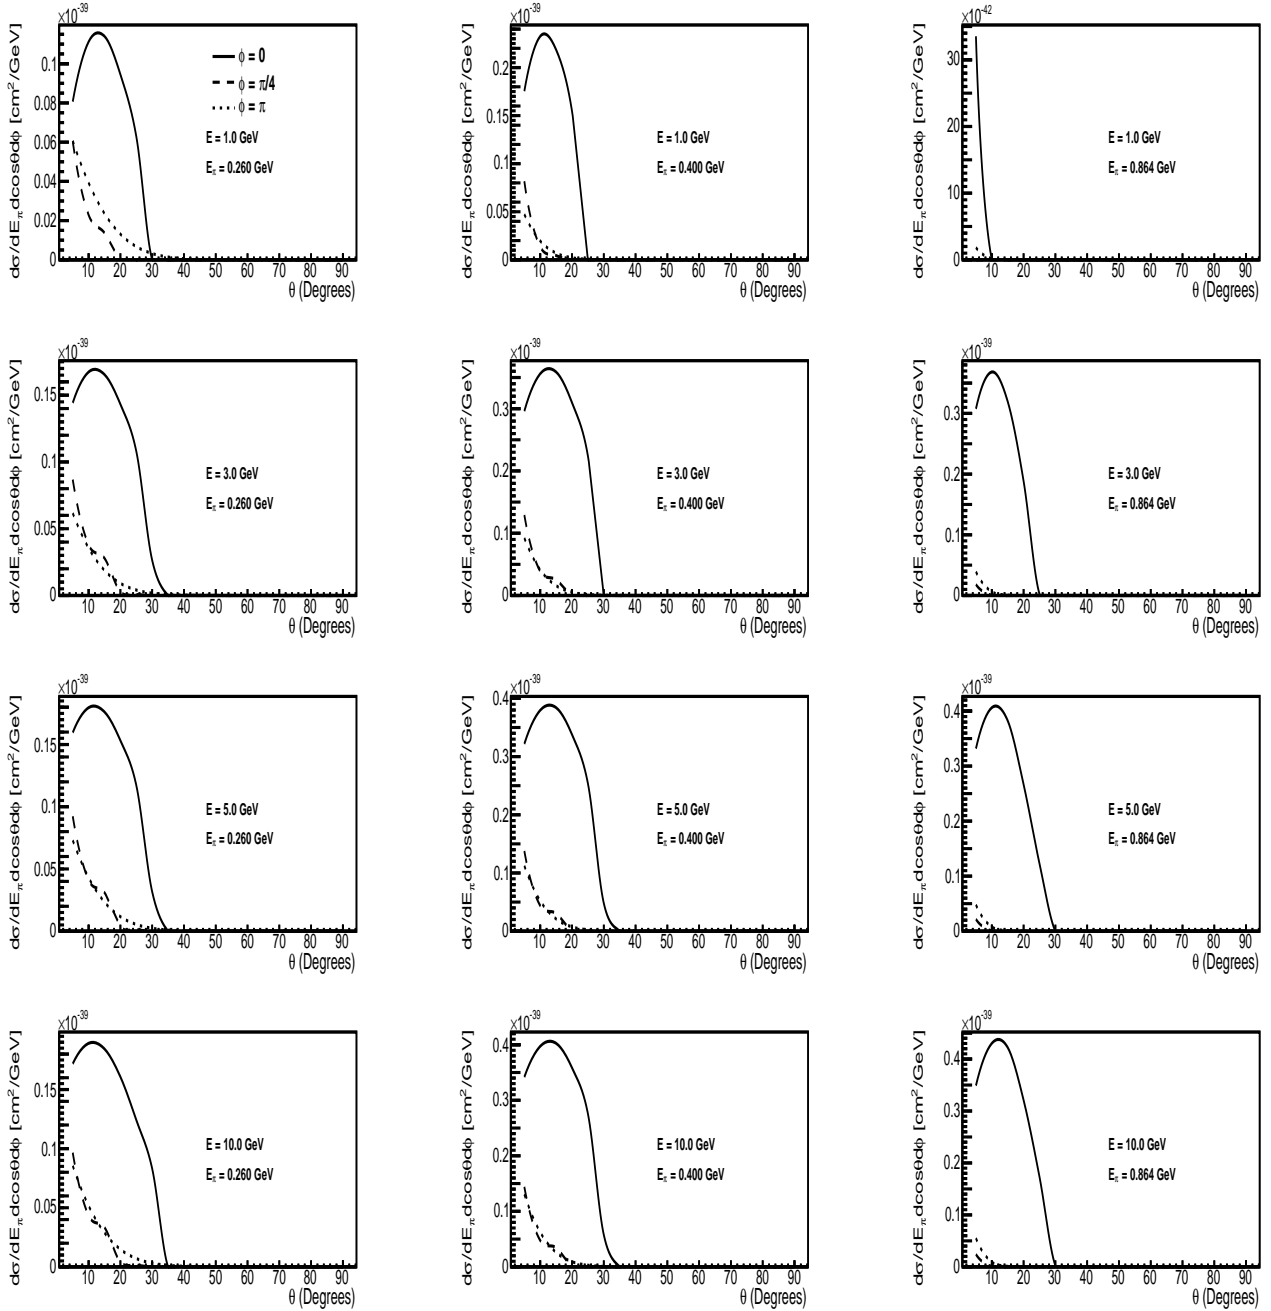 ×10⁻³⁹
dσ/dE_π dcosθdϕ [cm²/GeV]
0.1
0.08
0.06
0.04
0.02
0
ϕ = 0
ϕ = π/4
ϕ = π
E = 1.0 GeV
E_π = 0.260 GeV
10 20 30 40 50 60 70 80 90
θ (Degrees)
×10⁻³⁹
dσ/dE_π dcosθdϕ [cm²/GeV]
0.2
0.15
0.1
0.05
0
E = 1.0 GeV
E_π = 0.400 GeV
10 20 30 40 50 60 70 80 90
θ (Degrees)
×10⁻⁴²
dσ/dE_π dcosθdϕ [cm²/GeV]
30
20
10
0
E = 1.0 GeV
E_π = 0.864 GeV
10 20 30 40 50 60 70 80 90
θ (Degrees)
×10⁻³⁹
dσ/dE_π dcosθdϕ [cm²/GeV]
0.15
0.1
0.05
0
E = 3.0 GeV
E_π = 0.260 GeV
10 20 30 40 50 60 70 80 90
θ (Degrees)
×10⁻³⁹
dσ/dE_π dcosθdϕ [cm²/GeV]
0.3
0.2
0.1
0
E = 3.0 GeV
E_π = 0.400 GeV
10 20 30 40 50 60 70 80 90
θ (Degrees)
×10⁻³⁹
dσ/dE_π dcosθdϕ [cm²/GeV]
0.3
0.2
0.1
0
E = 3.0 GeV
E_π = 0.864 GeV
10 20 30 40 50 60 70 80 90
θ (Degrees)
×10⁻³⁹
dσ/dE_π dcosθdϕ [cm²/GeV]
0.15
0.1
0.05
0
E = 5.0 GeV
E_π = 0.260 GeV
10 20 30 40 50 60 70 80 90
θ (Degrees)
×10⁻³⁹
dσ/dE_π dcosθdϕ [cm²/GeV]
0.4
0.3
0.2
0.1
0
E = 5.0 GeV
E_π = 0.400 GeV
10 20 30 40 50 60 70 80 90
θ (Degrees)
×10⁻³⁹
dσ/dE_π dcosθdϕ [cm²/GeV]
0.4
0.3
0.2
0.1
0
E = 5.0 GeV
E_π = 0.864 GeV
10 20 30 40 50 60 70 80 90
θ (Degrees)
×10⁻³⁹
dσ/dE_π dcosθdϕ [cm²/GeV]
0.15
0.1
0.05
0
E = 10.0 GeV
E_π = 0.260 GeV
10 20 30 40 50 60 70 80 90
θ (Degrees)
×10⁻³⁹
dσ/dE_π dcosθdϕ [cm²/GeV]
0.4
0.3
0.2
0.1
0
E = 10.0 GeV
E_π = 0.400 GeV
10 20 30 40 50 60 70 80 90
θ (Degrees)
×10⁻³⁹
dσ/dE_π dcosθdϕ [cm²/GeV]
0.4
0.3
0.2
0.1
0
E = 10.0 GeV
E_π = 0.864 GeV
10 20 30 40 50 60 70 80 90
θ (Degrees)